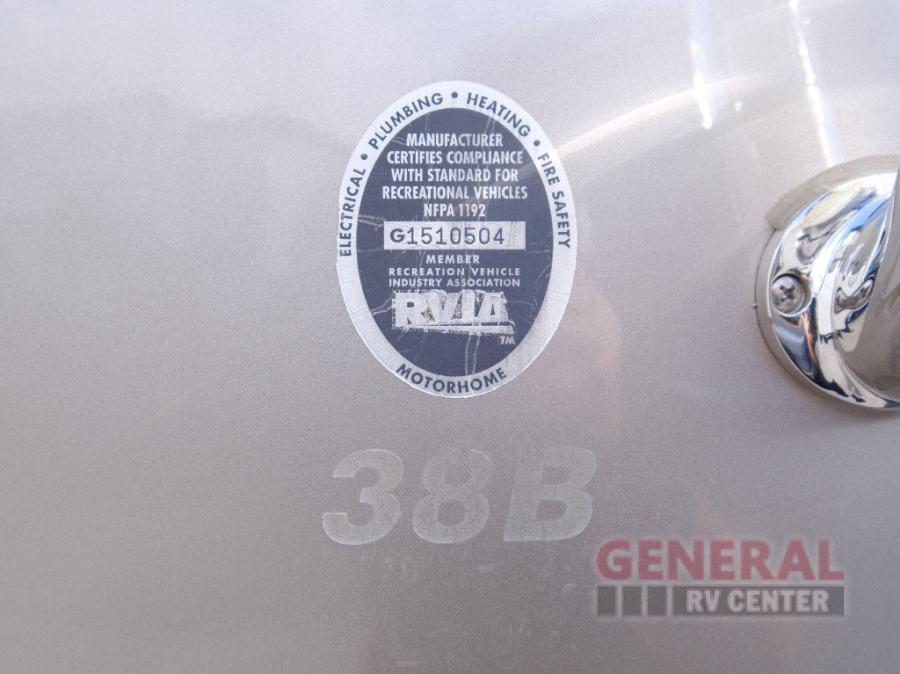 ELECTRICAL • PLUMBING • HEATING • FIRE SAFETY
MANUFACTURER
CERTIFIES COMPLIANCE
WITH STANDARD FOR
RECREATIONAL VEHICLES
NFPA 1192
G1510504
MEMBER
RECREATION VEHICLE
INDUSTRY ASSOCIATION
RVIA
TM
MOTORHOME
38B
GENERAL
RV CENTER